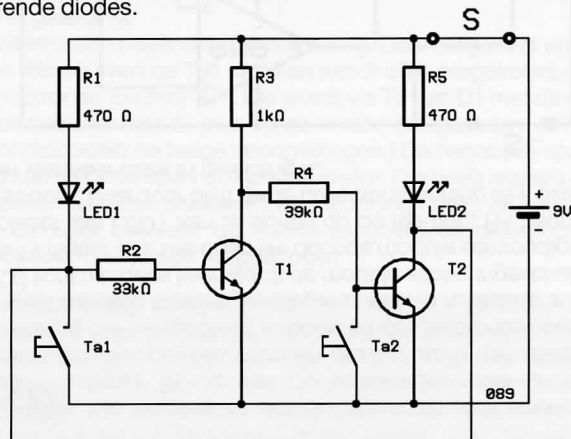 rende diodes.
S
R1
470 Ω
R3
1kΩ
R5
470 Ω
R4
39kΩ
LED1
LED2
+
9V
-
R2
33kΩ
T1
T2
Ta1
Ta2
089